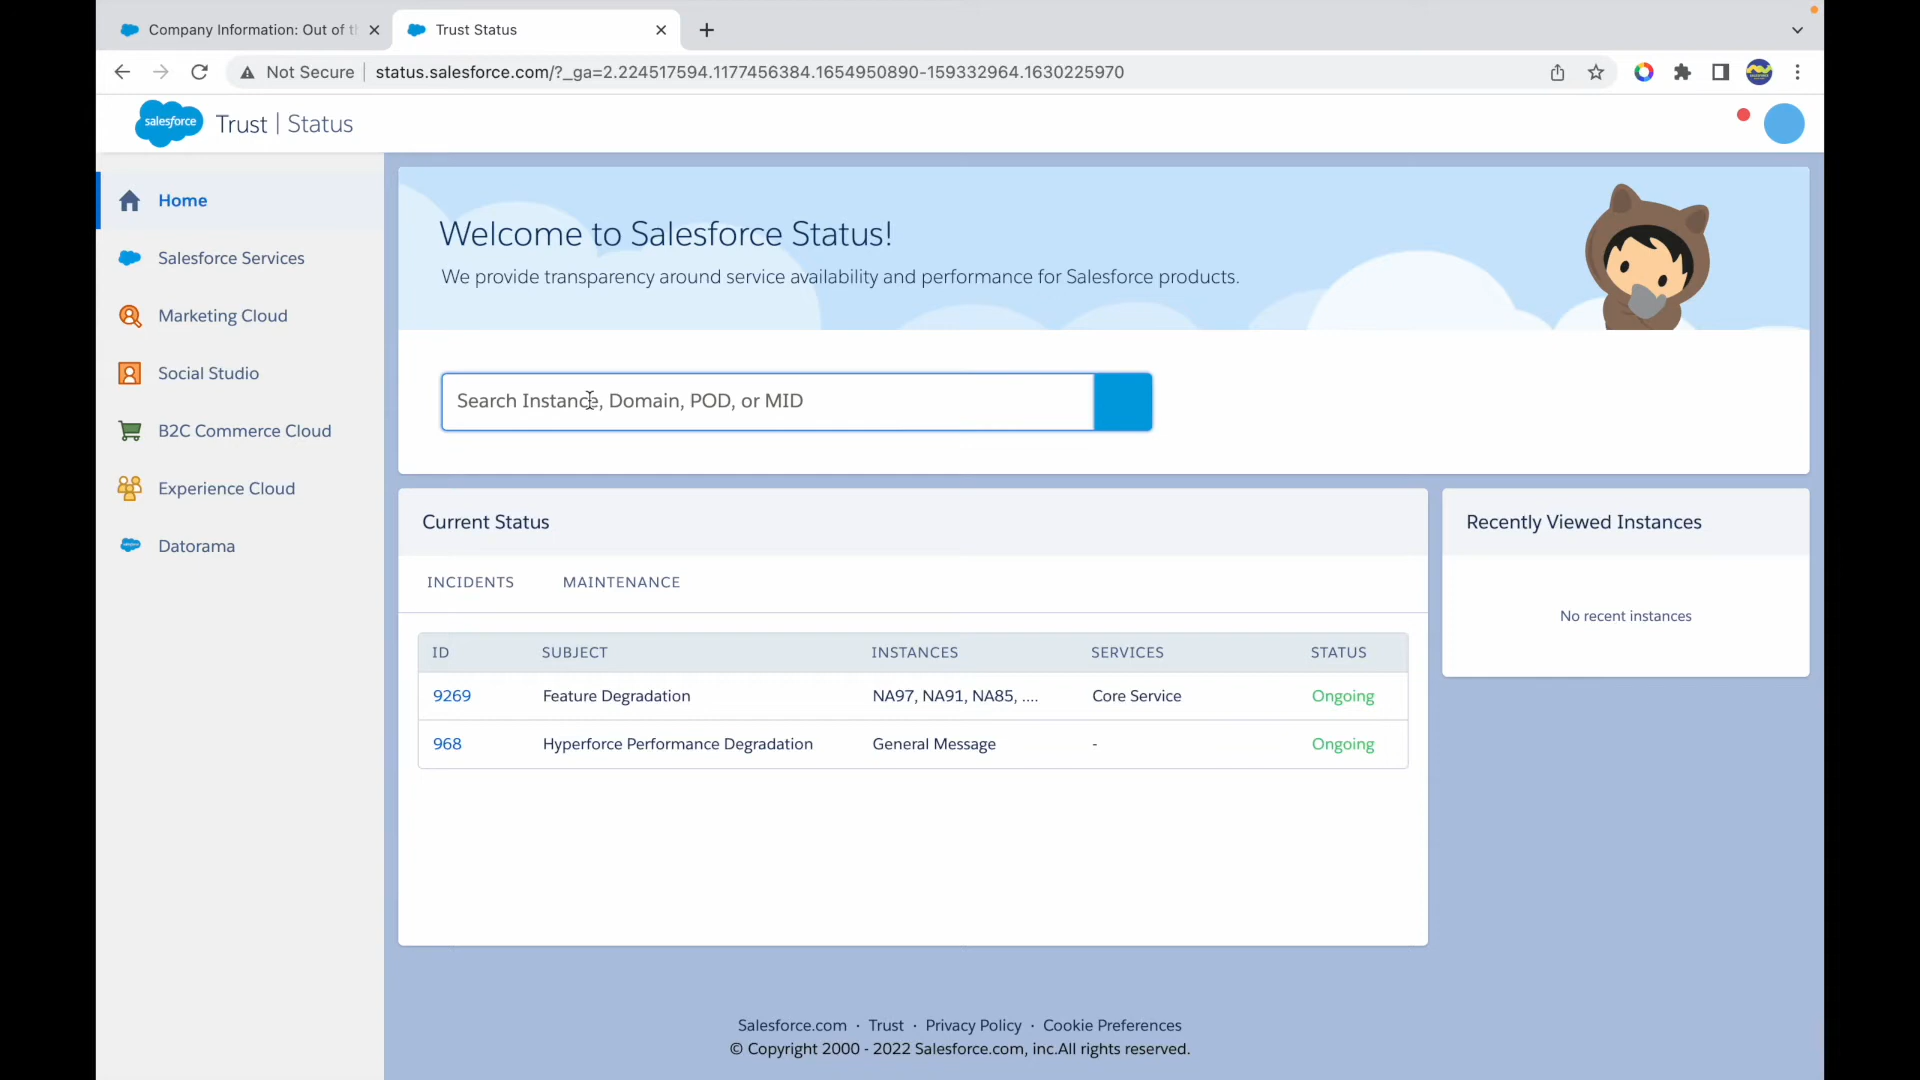 Company Information: Out of th
Trust Status
Not Secure
status.salesforce.com/?_ga=2.224517594.1177456384.1654950890-159332964.1630225970
salesforce
Trust | Status
Home
Salesforce Services
Marketing Cloud
Social Studio
B2C Commerce Cloud
Experience Cloud
Datorama
Welcome to Salesforce Status!
We provide transparency around service availability and performance for Salesforce products.
Search Instance, Domain, POD, or MID
Current Status
INCIDENTS MAINTENANCE
ID SUBJECT INSTANCES SERVICES STATUS
9269 Feature Degradation NA97, NA91, NA85, .... Core Service Ongoing
968 Hyperforce Performance Degradation General Message - Ongoing
Recently Viewed Instances
No recent instances
Salesforce.com · Trust · Privacy Policy · Cookie Preferences
© Copyright 2000 - 2022 Salesforce.com, inc.All rights reserved.